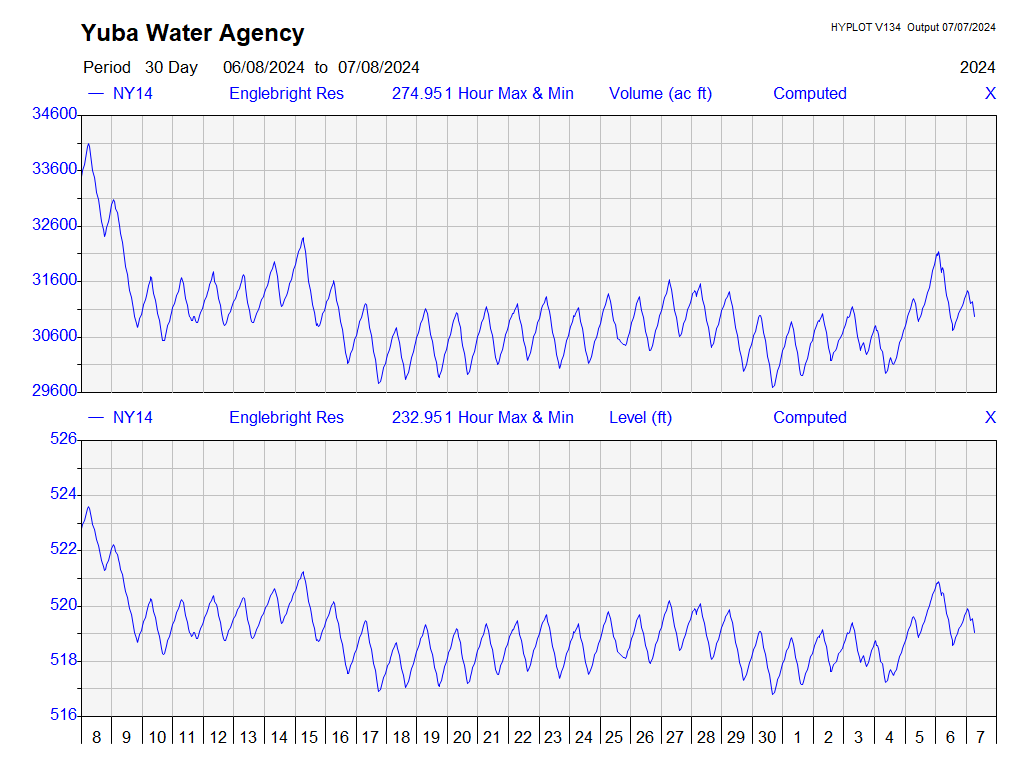 Yuba Water Agency
HYPLOT V134 Output 07/07/2024
Period 30 Day 06/08/2024 to 07/08/2024
2024
NY14 Englebright Res 274.951 Hour Max & Min Volume (ac ft) Computed X
34600
33600
32600
31600
30600
29600
NY14 Englebright Res 232.951 Hour Max & Min Level (ft) Computed X
526
524
522
520
518
516
8 9 10 11 12 13 14 15 16 17 18 19 20 21 22 23 24 25 26 27 28 29 30 1 2 3 4 5 6 7